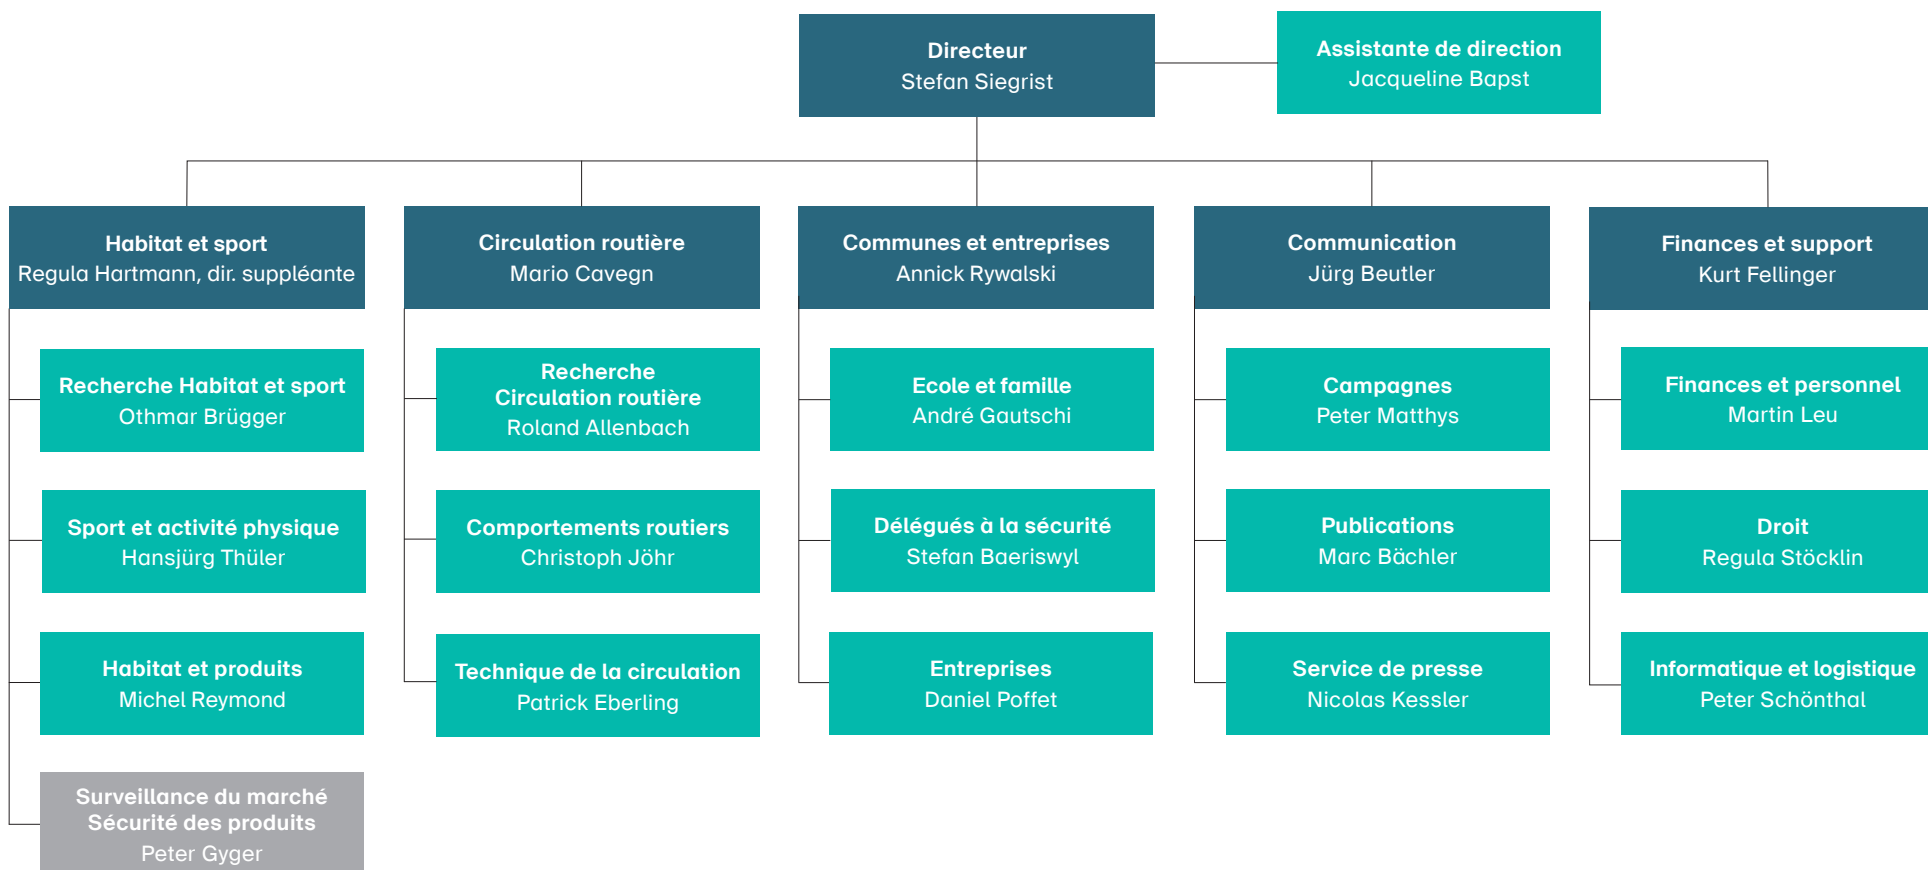 Directeur
Stefan Siegrist
Assistante de direction
Jacqueline Bapst
Habitat et sport
Regula Hartmann, dir. suppléante
Circulation routière
Mario Cavegn
Communes et entreprises
Annick Rywalski
Communication
Jürg Beutler
Finances et support
Kurt Fellinger
Recherche Habitat et sport
Othmar Brügger
Recherche
Circulation routière
Roland Allenbach
Ecole et famille
André Gautschi
Campagnes
Peter Matthys
Finances et personnel
Martin Leu
Sport et activité physique
Hansjürg Thüler
Comportements routiers
Christoph Jöhr
Délégués à la sécurité
Stefan Baeriswyl
Publications
Marc Bächler
Droit
Regula Stöcklin
Habitat et produits
Michel Reymond
Technique de la circulation
Patrick Eberling
Entreprises
Daniel Poffet
Service de presse
Nicolas Kessler
Informatique et logistique
Peter Schönthal
Surveillance du marché
Sécurité des produits
Peter Gyger